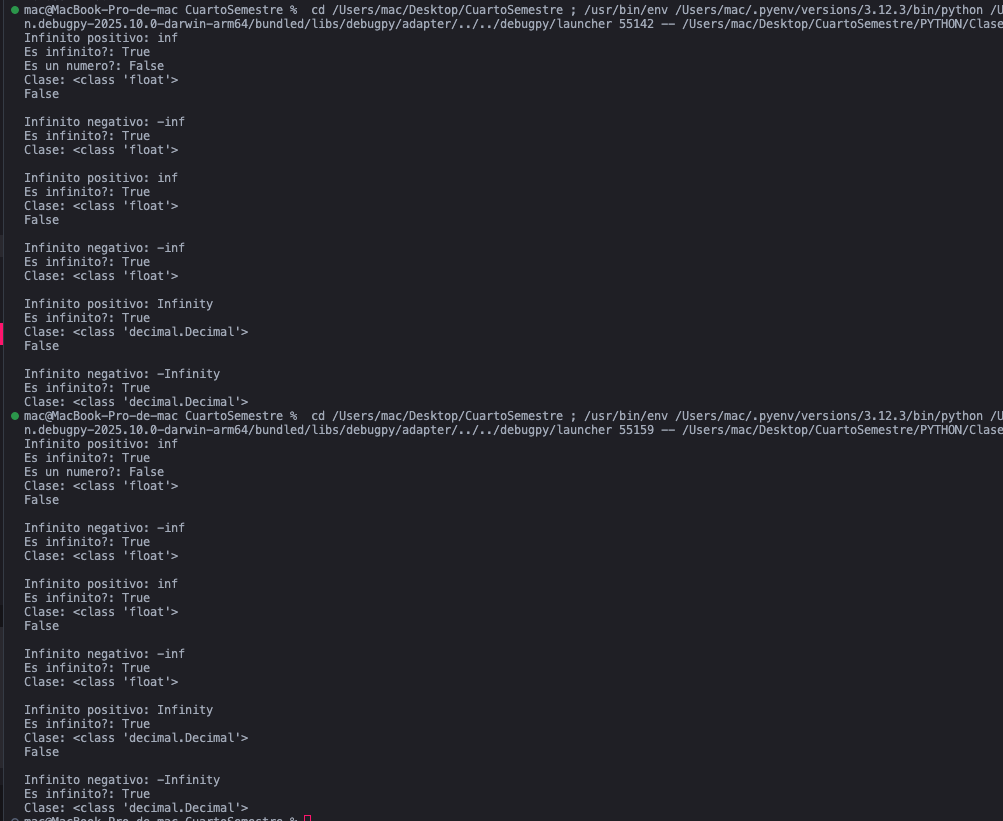 mac@MacBook-Pro-de-mac CuartoSemestre %  cd /Users/mac/Desktop/CuartoSemestre ; /usr/bin/env /Users/mac/.pyenv/versions/3.12.3/bin/python /U
n.debugpy-2025.10.0-darwin-arm64/bundled/libs/debugpy/adapter/../../debugpy/launcher 55142 -- /Users/mac/Desktop/CuartoSemestre/PYTHON/Clase
Infinito positivo: inf
Es infinito?: True
Es un numero?: False
Clase: <class 'float'>
False
Infinito negativo: -inf
Es infinito?: True
Clase: <class 'float'>
Infinito positivo: inf
Es infinito?: True
Clase: <class 'float'>
False
Infinito negativo: -inf
Es infinito?: True
Clase: <class 'float'>
Infinito positivo: Infinity
Es infinito?: True
Clase: <class 'decimal.Decimal'>
False
Infinito negativo: -Infinity
Es infinito?: True
Clase: <class 'decimal.Decimal'>
mac@MacBook-Pro-de-mac CuartoSemestre %  cd /Users/mac/Desktop/CuartoSemestre ; /usr/bin/env /Users/mac/.pyenv/versions/3.12.3/bin/python /U
n.debugpy-2025.10.0-darwin-arm64/bundled/libs/debugpy/adapter/../../debugpy/launcher 55159 -- /Users/mac/Desktop/CuartoSemestre/PYTHON/Clase
Infinito positivo: inf
Es infinito?: True
Es un numero?: False
Clase: <class 'float'>
False
Infinito negativo: -inf
Es infinito?: True
Clase: <class 'float'>
Infinito positivo: inf
Es infinito?: True
Clase: <class 'float'>
False
Infinito negativo: -inf
Es infinito?: True
Clase: <class 'float'>
Infinito positivo: Infinity
Es infinito?: True
Clase: <class 'decimal.Decimal'>
False
Infinito negativo: -Infinity
Es infinito?: True
Clase: <class 'decimal.Decimal'>
mac@MacBook-Pro-de-mac CuartoSemestre %